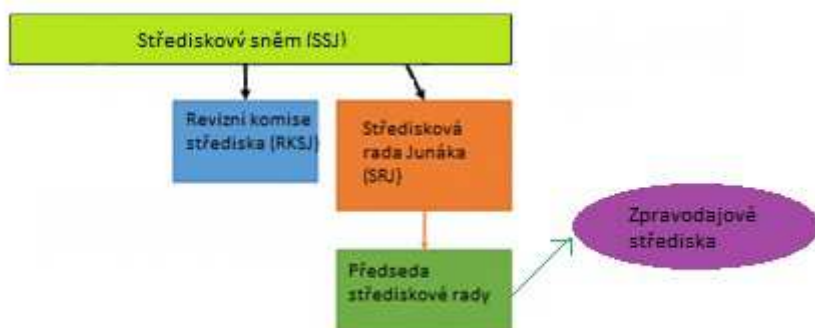 Střediskový sněm (SSJ)
Revizní komise
střediska (RKSJ)
Středisková
rada Junáka
(SRJ)
Zpravodajové
střediska
Předseda
střediskové rady